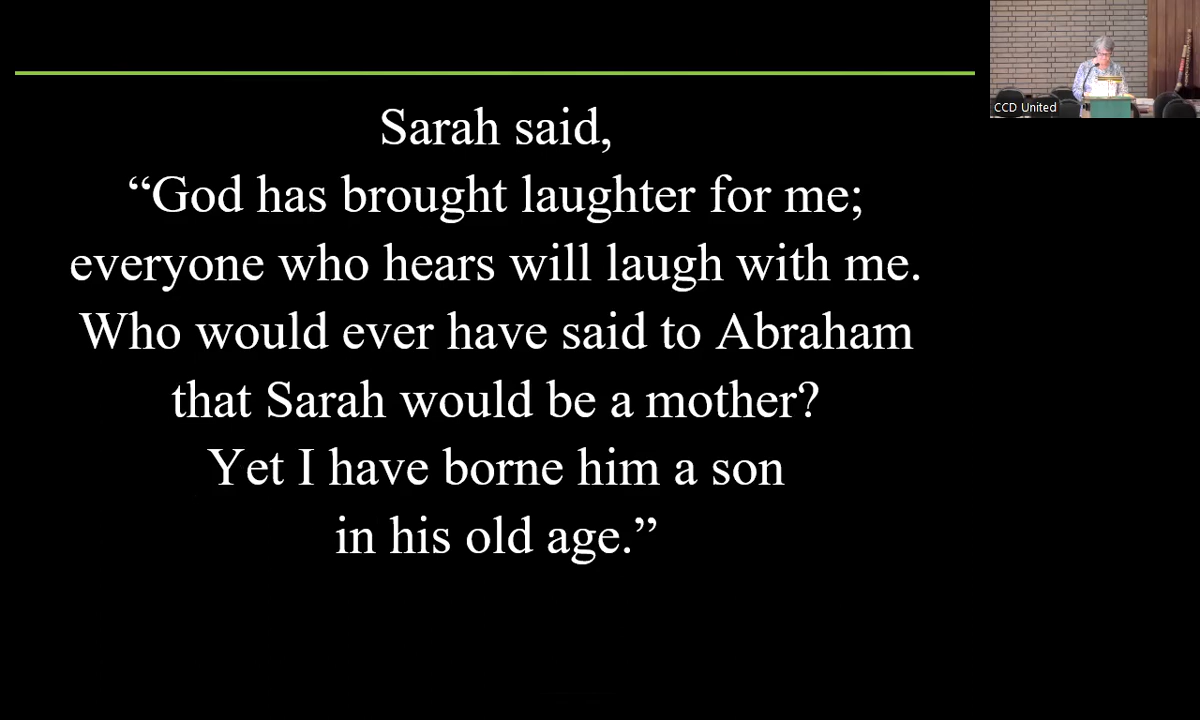 Sarah said,
“God has brought laughter for me;
everyone who hears will laugh with me.
Who would ever have said to Abraham
that Sarah would be a mother?
Yet I have borne him a son
in his old age.”
CCD United